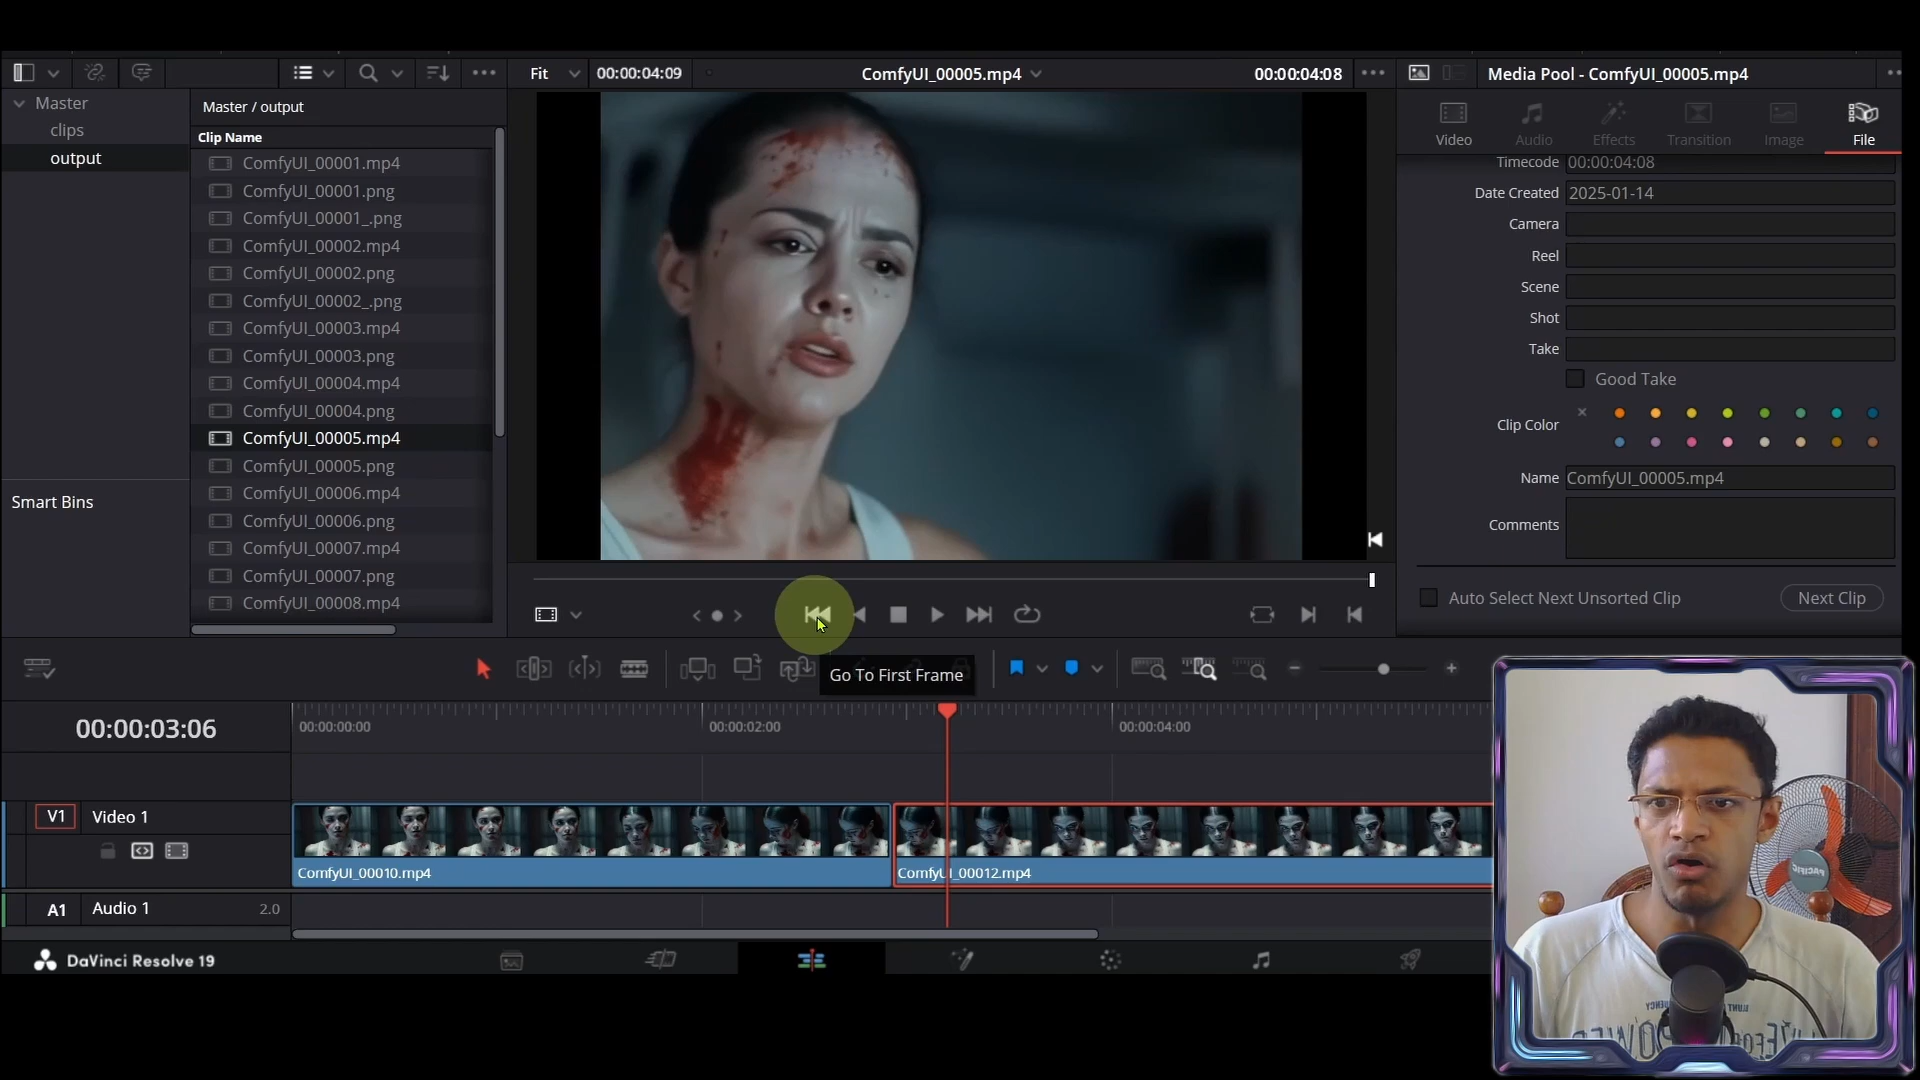 Fit
00:00:04:09
ComfyUI_00005.mp4
00:00:04:08
Media Pool - ComfyUI_00005.mp4
Master
clips
output
Smart Bins
Master / output
Clip Name
ComfyUI_00001.mp4
ComfyUI_00001.png
ComfyUI_00001_.png
ComfyUI_00002.mp4
ComfyUI_00002.png
ComfyUI_00002_.png
ComfyUI_00003.mp4
ComfyUI_00003.png
ComfyUI_00004.mp4
ComfyUI_00004.png
ComfyUI_00005.mp4
ComfyUI_00005.png
ComfyUI_00006.mp4
ComfyUI_00006.png
ComfyUI_00007.mp4
ComfyUI_00007.png
ComfyUI_00008.mp4
Video
Audio
Effects
Transition
Image
File
Timecode 00:00:04:08
Date Created 2025-01-14
Camera
Reel
Scene
Shot
Take
Good Take
Clip Color
Name ComfyUI_00005.mp4
Comments
Auto Select Next Unsorted Clip
Next Clip
Go To First Frame
00:00:03:06
00:00:00:00
00:00:02:00
00:00:04:00
V1
Video 1
ComfyUI_00010.mp4
ComfyUI_00012.mp4
A1
Audio 1
2.0
DaVinci Resolve 19
PACIFIC